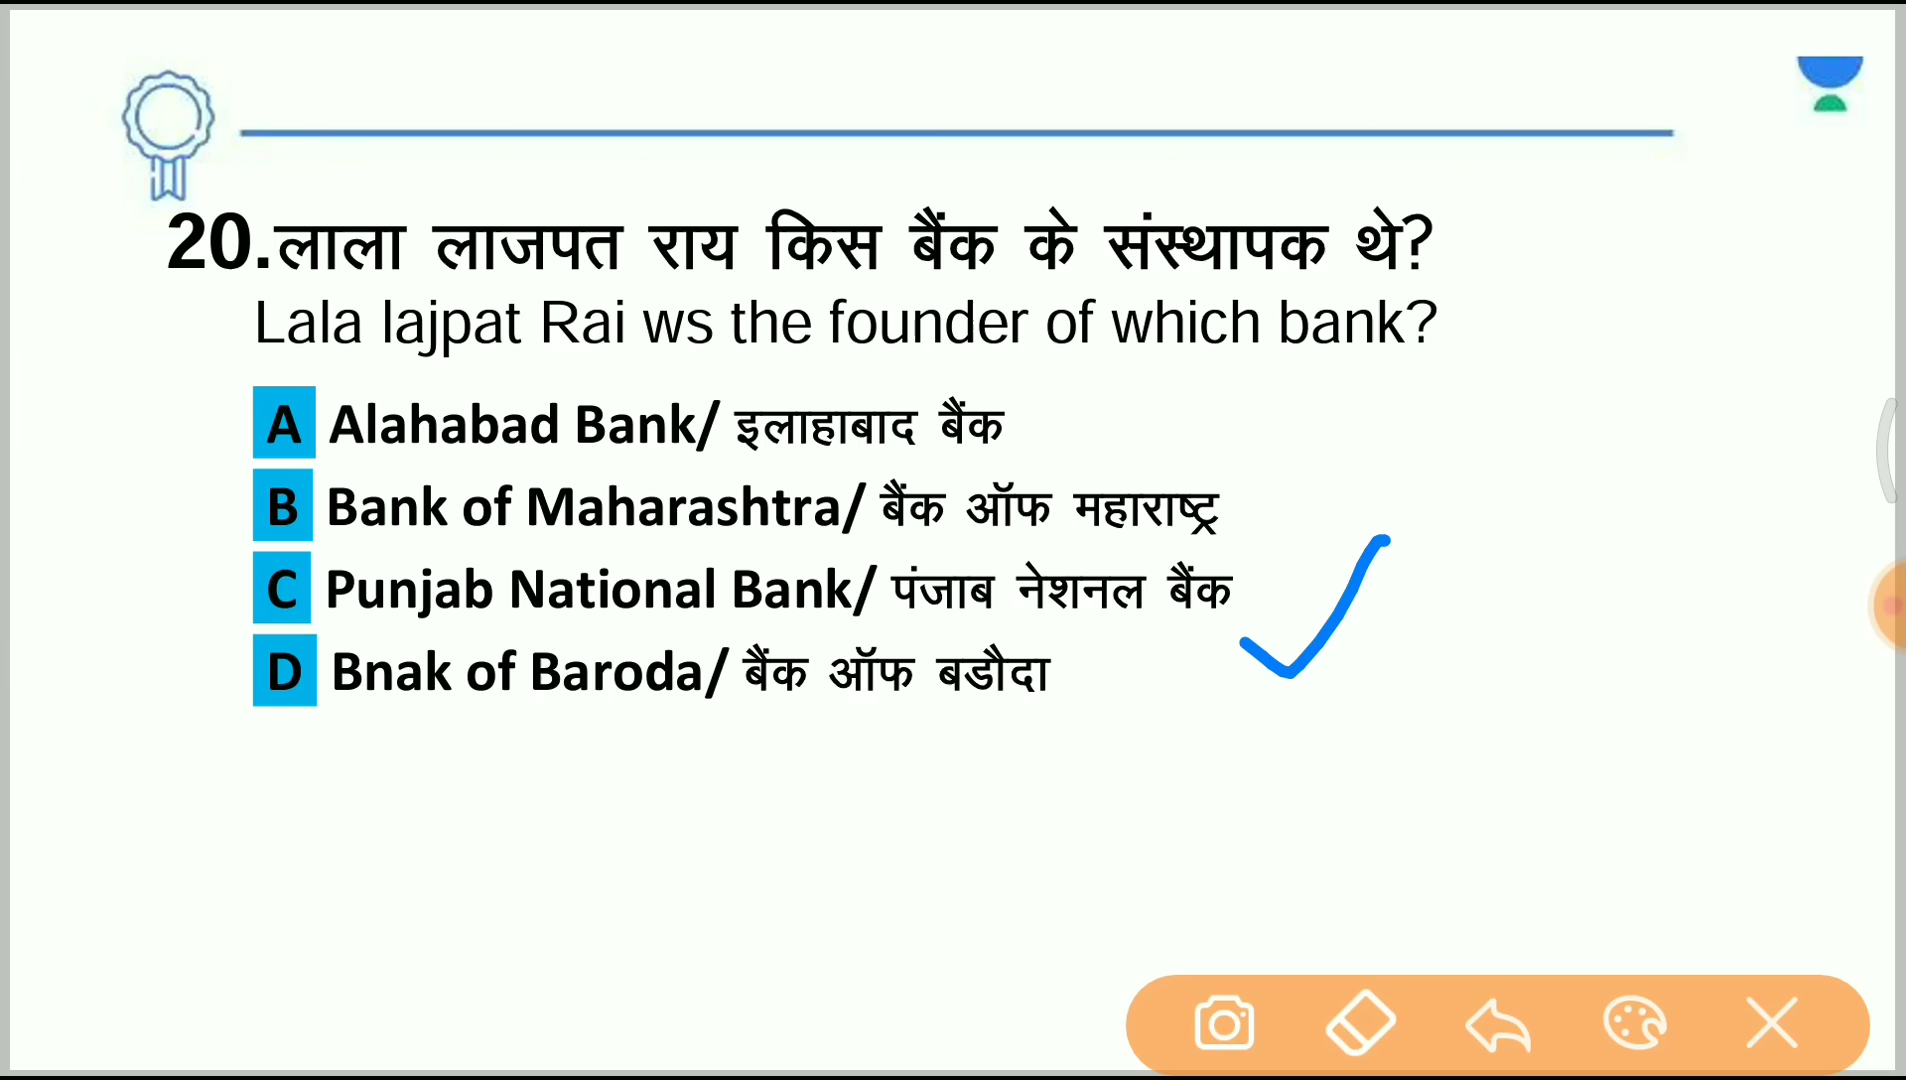 20.लाला लाजपत राय किस बैंक के संस्थापक थे?
Lala lajpat Rai ws the founder of which bank?
A Alahabad Bank/ इलाहाबाद बैंक
B Bank of Maharashtra/ बैंक ऑफ महाराष्ट्र
C Punjab National Bank/ पंजाब नेशनल बैंक
D Bnak of Baroda/ बैंक ऑफ बडौदा